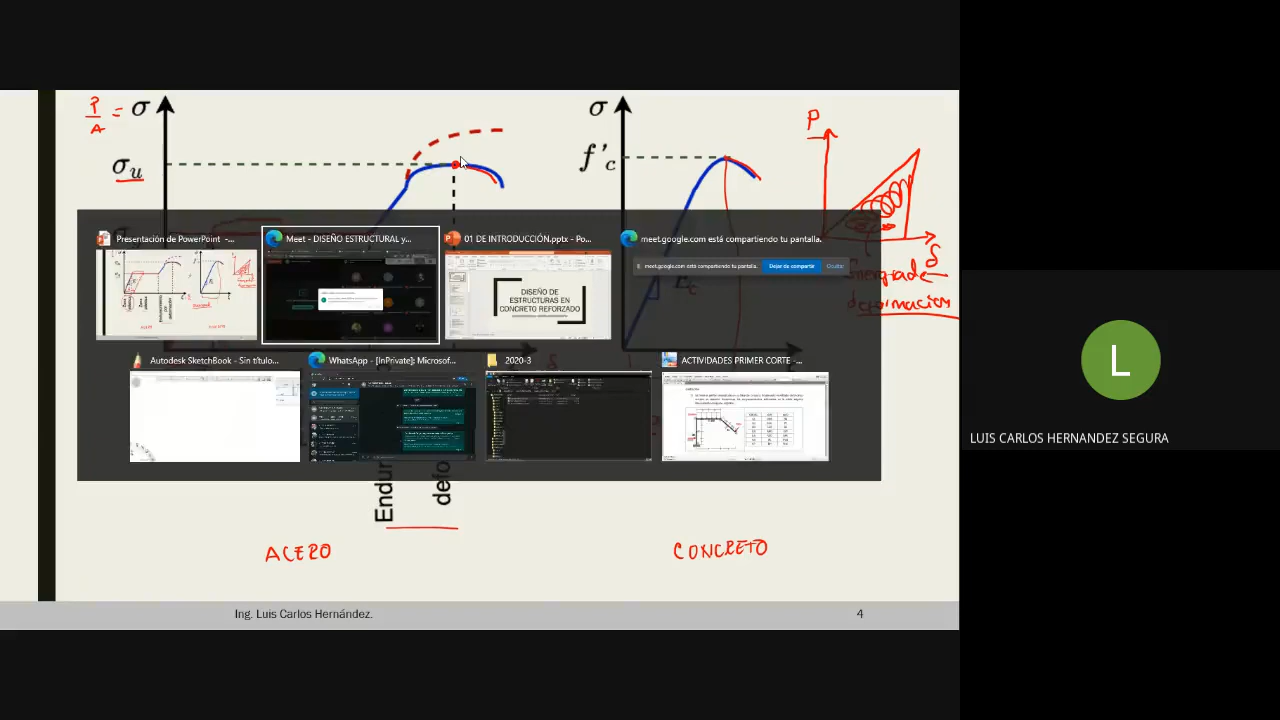 P/A = σ
σu
σ
f'c
P
δ
Energía de
deformación
Presentación de PowerPoint -...
Meet - DISEÑO ESTRUCTURAL y...
01 DE INTRODUCCIÓN.pptx - Po...
meet.google.com está compartiendo tu pantalla.
DISEÑO DE
ESTRUCTURAS EN
CONCRETO REFORZADO
meet.google.com está compartiendo tu pantalla.
Dejar de compartir
Ocultar
Ec
Autodesk SketchBook - Sin título...
WhatsApp - [InPrivate]: Microsof...
2020-3
ACTIVIDADES PRIMER CORTE -...
Endur
defo
ACERO
CONCRETO
Ing. Luis Carlos Hernández.
4
L
LUIS CARLOS HERNANDEZ SEGURA